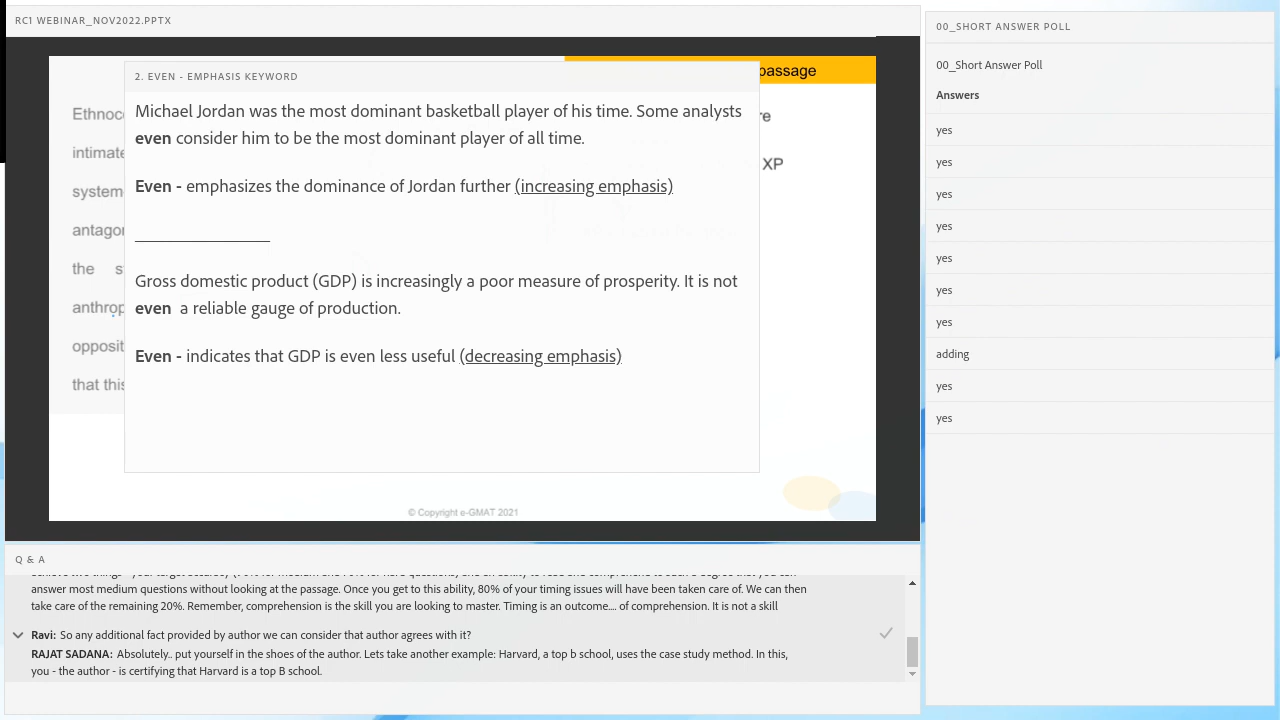 RC1 WEBINAR_NOV2022.PPTX
passage
2. EVEN - EMPHASIS KEYWORD
Michael Jordan was the most dominant basketball player of his time. Some analysts
even consider him to be the most dominant player of all time.
Even - emphasizes the dominance of Jordan further (increasing emphasis)
Gross domestic product (GDP) is increasingly a poor measure of prosperity. It is not
even a reliable gauge of production.
Even - indicates that GDP is even less useful (decreasing emphasis)
XP
the
that this
© Copyright e-GMAT 2021
Q & A
answer most medium questions without looking at the passage. Once you get to this ability, 80% of your timing issues will have been taken care of. We can then
take care of the remaining 20%. Remember, comprehension is the skill you are looking to master. Timing is an outcome.... of comprehension. It is not a skill
Ravi: So any additional fact provided by author we can consider that author agrees with it?
RAJAT SADANA: Absolutely.. put yourself in the shoes of the author. Lets take another example: Harvard, a top b school, uses the case study method. In this,
you - the author - is certifying that Harvard is a top B school.
00_SHORT ANSWER POLL
00_Short Answer Poll
Answers
yes
yes
yes
yes
yes
yes
yes
adding
yes
yes